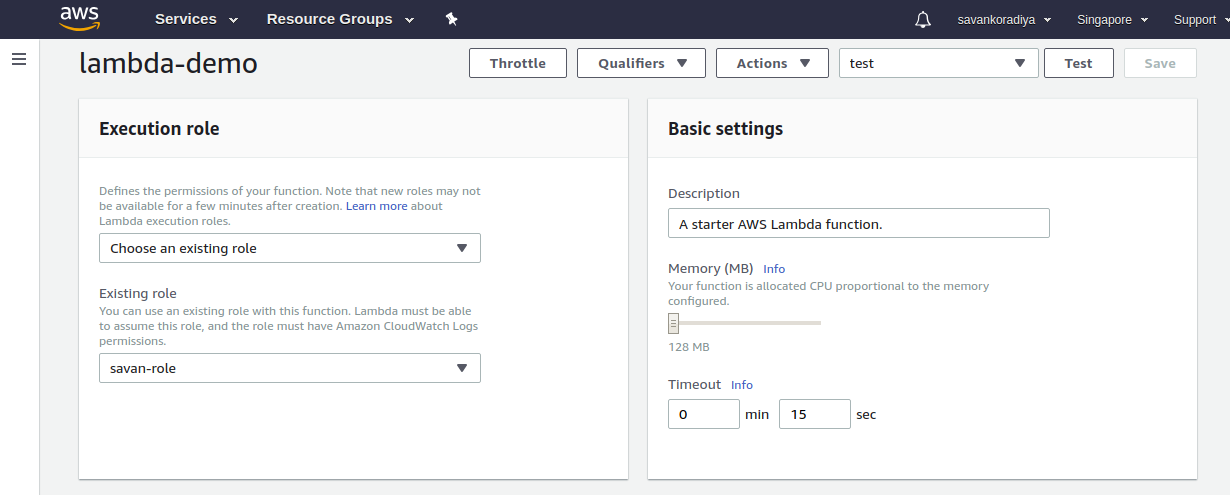 aws Services Resource Groups savankoradiya Singapore Support
lambda-demo Throttle Qualifiers Actions test Test Save
Execution role
Defines the permissions of your function. Note that new roles may not
be available for a few minutes after creation. Learn more about
Lambda execution roles.
Choose an existing role
Existing role
You can use an existing role with this function. Lambda must be able
to assume this role, and the role must have Amazon CloudWatch Logs
permissions.
savan-role
Basic settings
Description
A starter AWS Lambda function.
Memory (MB) Info
Your function is allocated CPU proportional to the memory
configured.
128 MB
Timeout Info
0 min 15 sec